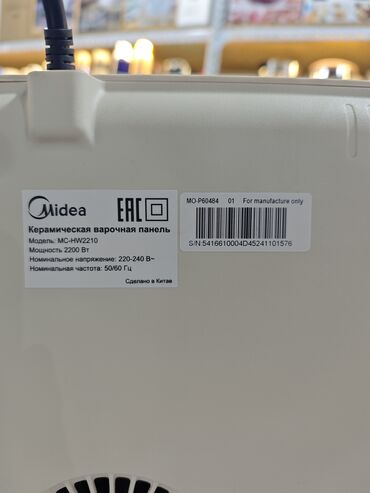 Midea EAC
Керамическая варочная панель
Модель: MC-HW2210
Мощность 2200 Вт
Номинальное напряжение: 220-240 В~
Номинальная частота: 50/60 Гц
Сделано в Китае
MO-P60484 01 For manufacture only
S/N:5416610004D45241101576